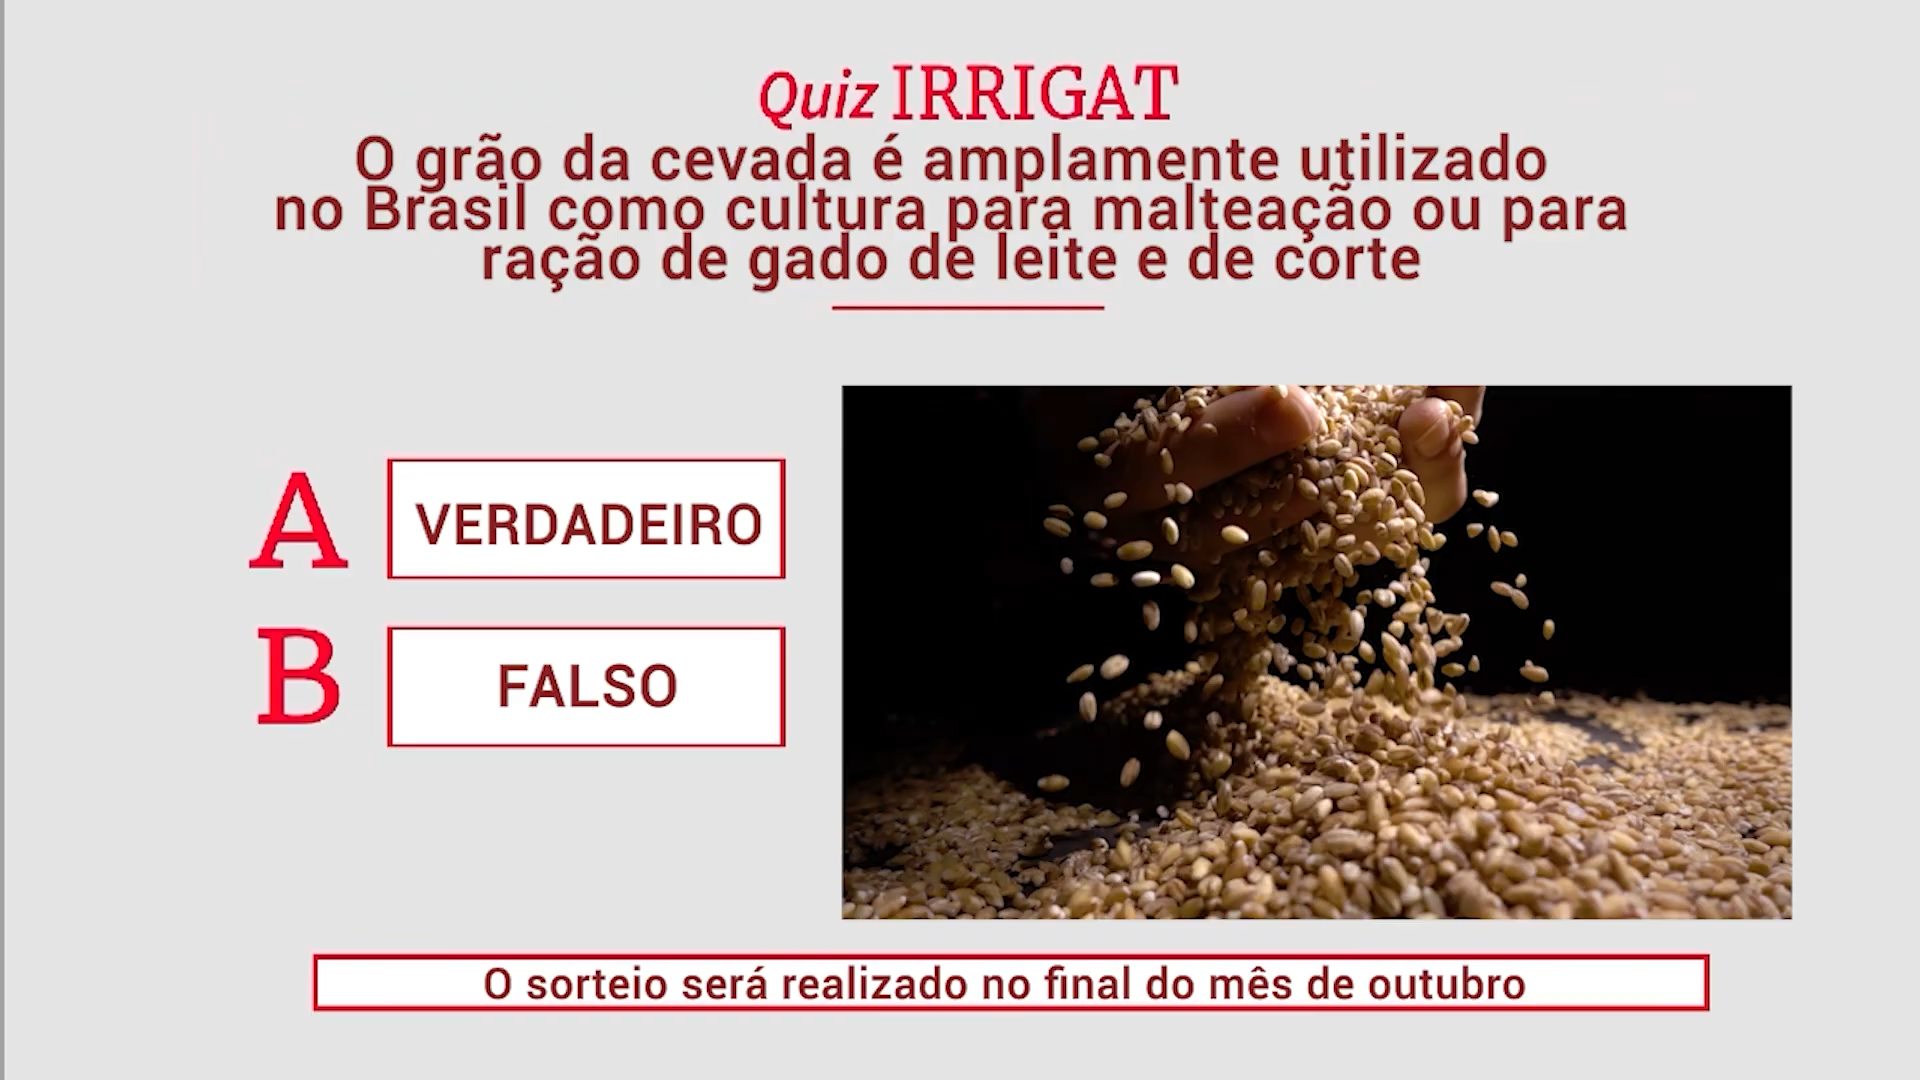 Quiz IRRIGAT
O grão da cevada é amplamente utilizado
no Brasil como cultura para malteação ou para
ração de gado de leite e de corte
A VERDADEIRO
B FALSO
O sorteio será realizado no final do mês de outubro